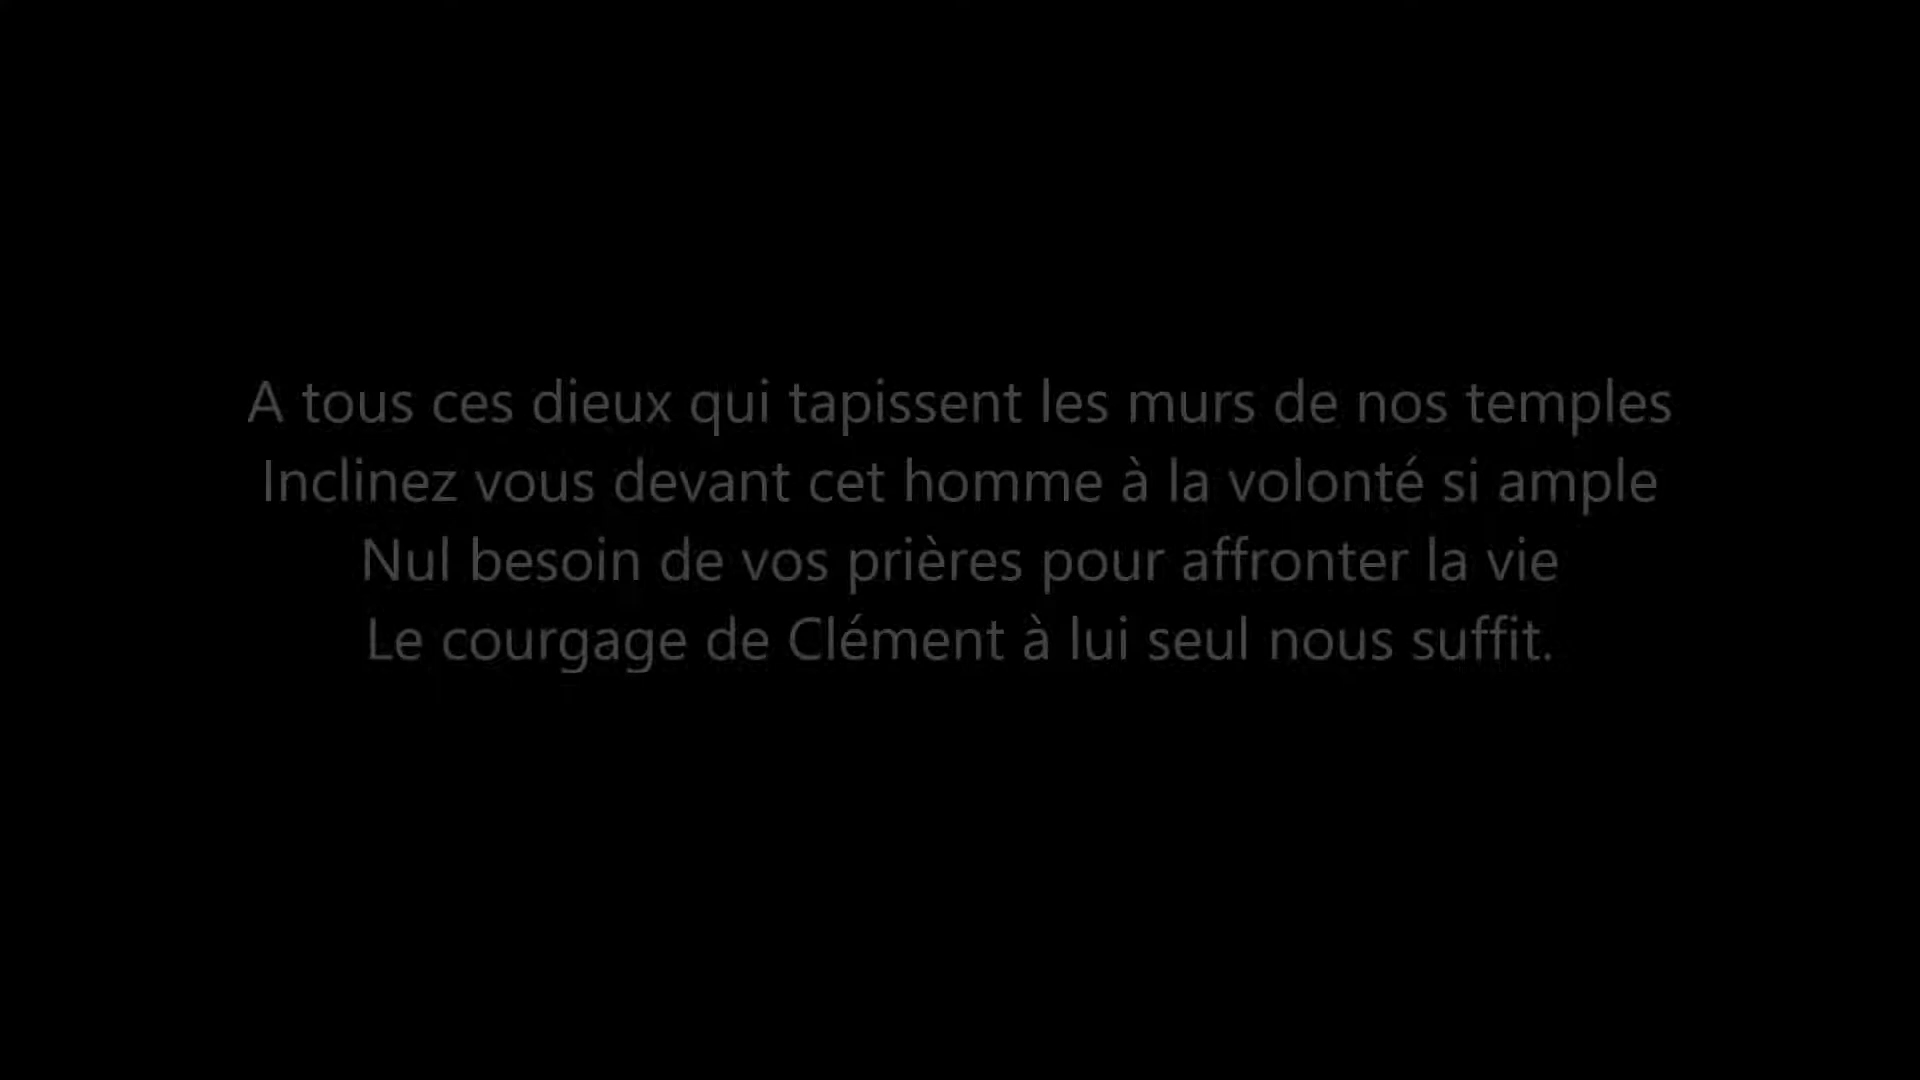 A tous ces dieux qui tapissent les murs de nos temples
Inclinez vous devant cet homme à la volonté si ample
Nul besoin de vos prières pour affronter la vie
Le courgage de Clément à lui seul nous suffit.